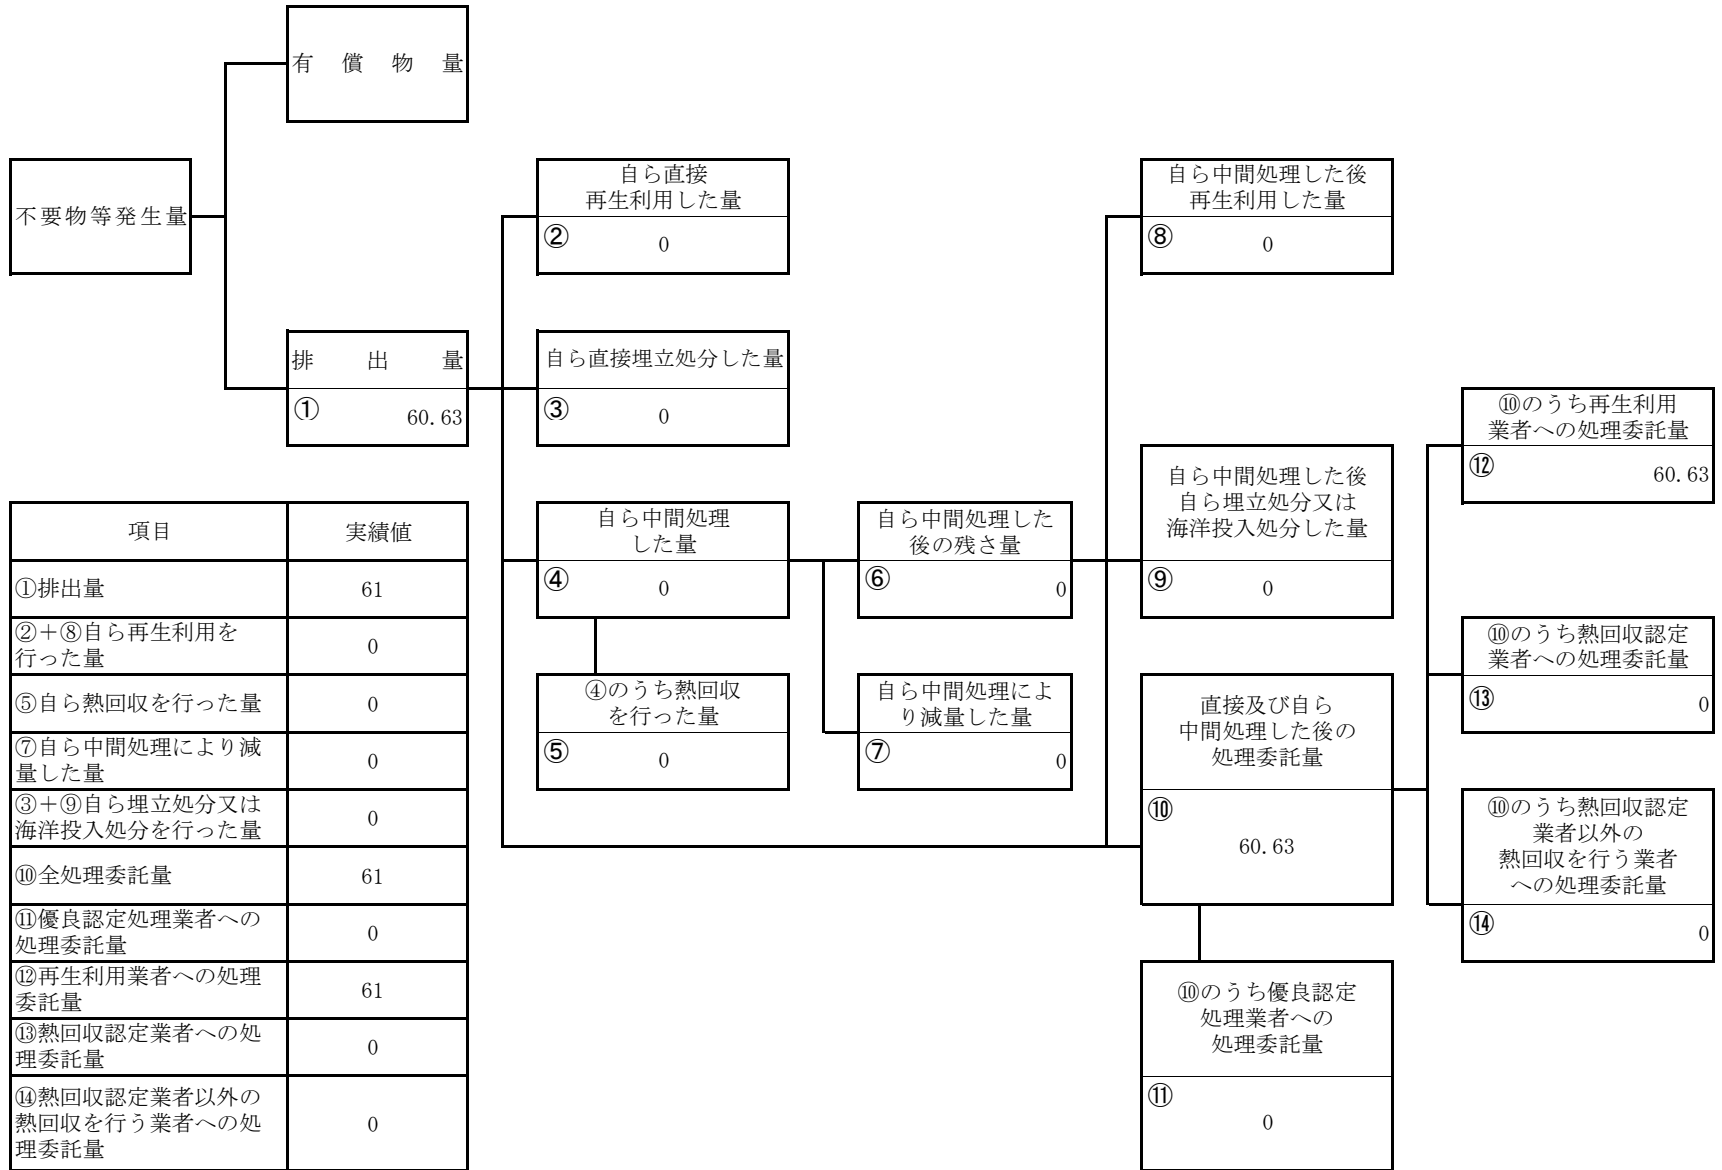 有償物量
不要物等発生量
排出量
①
60.63
自ら直接
再生利用した量
②
0
自ら直接埋立処分した量
③
0
自ら中間処理
した量
④
0
④のうち熱回収
を行った量
⑤
0
自ら中間処理した
後の残さ量
⑥
0
自ら中間処理によ
り減量した量
⑦
0
自ら中間処理した後
再生利用した量
⑧
0
自ら中間処理した後
自ら埋立処分又は
海洋投入処分した量
⑨
0
直接及び自ら
中間処理した後の
処理委託量
⑩
60.63
⑩のうち優良認定
処理業者への
処理委託量
⑪
0
⑩のうち再生利用
業者への処理委託量
⑫
60.63
⑩のうち熱回収認定
業者への処理委託量
⑬
0
⑩のうち熱回収認定
業者以外の
熱回収を行う業者
への処理委託量
⑭
0
項目 実績値
①排出量 61
②+⑧自ら再生利用を
行った量 0
⑤自ら熱回収を行った量 0
⑦自ら中間処理により減
量した量 0
③+⑨自ら埋立処分又は
海洋投入処分を行った量 0
⑩全処理委託量 61
⑪優良認定処理業者への
処理委託量 0
⑫再生利用業者への処理
委託量 61
⑬熱回収認定業者への処
理委託量 0
⑭熱回収認定業者以外の
熱回収を行う業者への処
理委託量 0